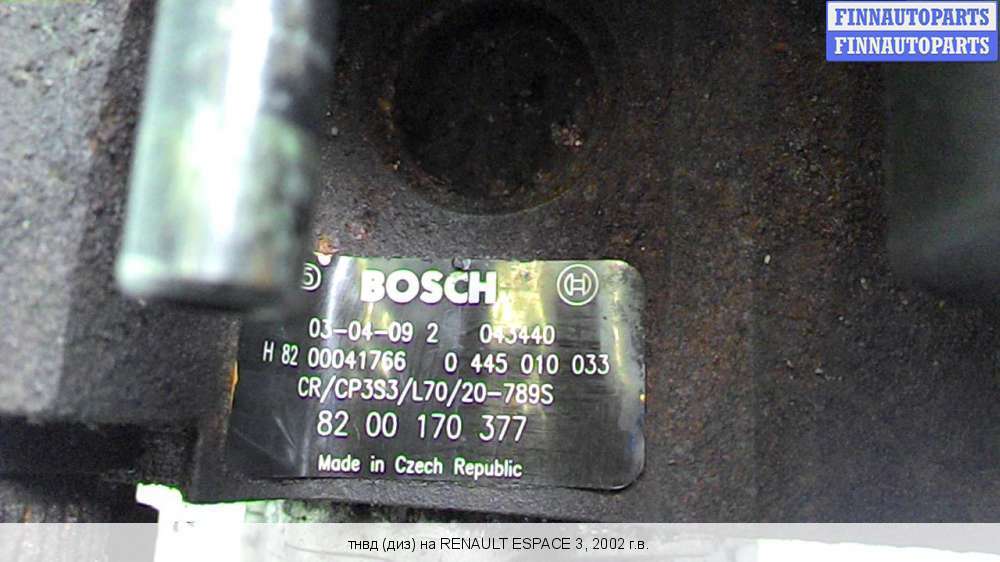 FINNAUTOPARTS
FINNAUTOPARTS
BOSCH
03-04-09 2 043440
H 82 00041766 0 445 010 033
CR/CP3S3/L70/20-789S
82 00 170 377
Made in Czech Republic
тнвд (диз) на RENAULT ESPACE 3, 2002 г.в.